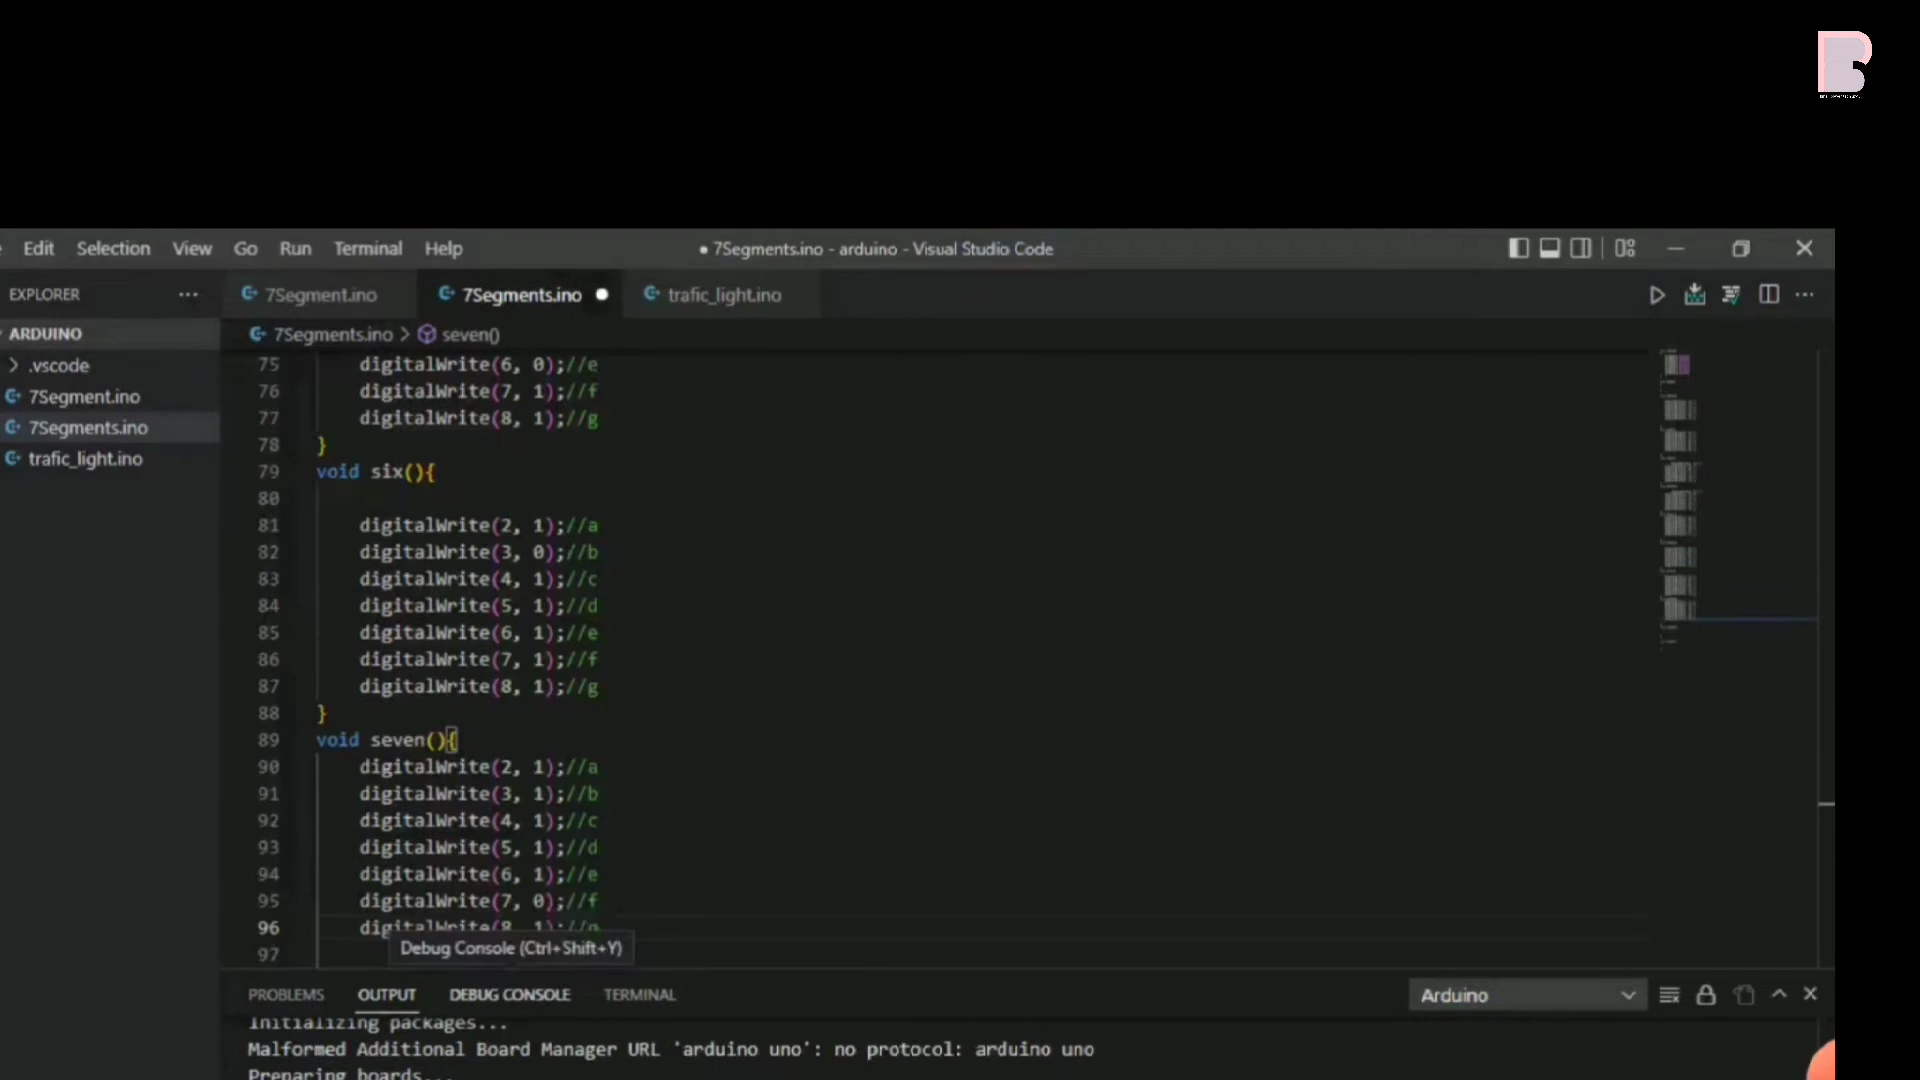 Edit Selection View Go Run Terminal Help
● 7Segments.ino - arduino - Visual Studio Code
EXPLORER
7Segment.ino
7Segments.ino
trafic_light.ino
ARDUINO
.vscode
7Segment.ino
7Segments.ino
trafic_light.ino
7Segments.ino > seven()
75 digitalWrite(6, 0);//e
76 digitalWrite(7, 1);//f
77 digitalWrite(8, 1);//g
78 }
79 void six(){
80
81 digitalWrite(2, 1);//a
82 digitalWrite(3, 0);//b
83 digitalWrite(4, 1);//c
84 digitalWrite(5, 1);//d
85 digitalWrite(6, 1);//e
86 digitalWrite(7, 1);//f
87 digitalWrite(8, 1);//g
88 }
89 void seven(){
90 digitalWrite(2, 1);//a
91 digitalWrite(3, 1);//b
92 digitalWrite(4, 1);//c
93 digitalWrite(5, 1);//d
94 digitalWrite(6, 1);//e
95 digitalWrite(7, 0);//f
96 digitalWrite(8, 1);//g
97
Debug Console (Ctrl+Shift+Y)
PROBLEMS OUTPUT DEBUG CONSOLE TERMINAL
Arduino
Initializing packages...
Malformed Additional Board Manager URL 'arduino uno': no protocol: arduino uno
Preparing boards...